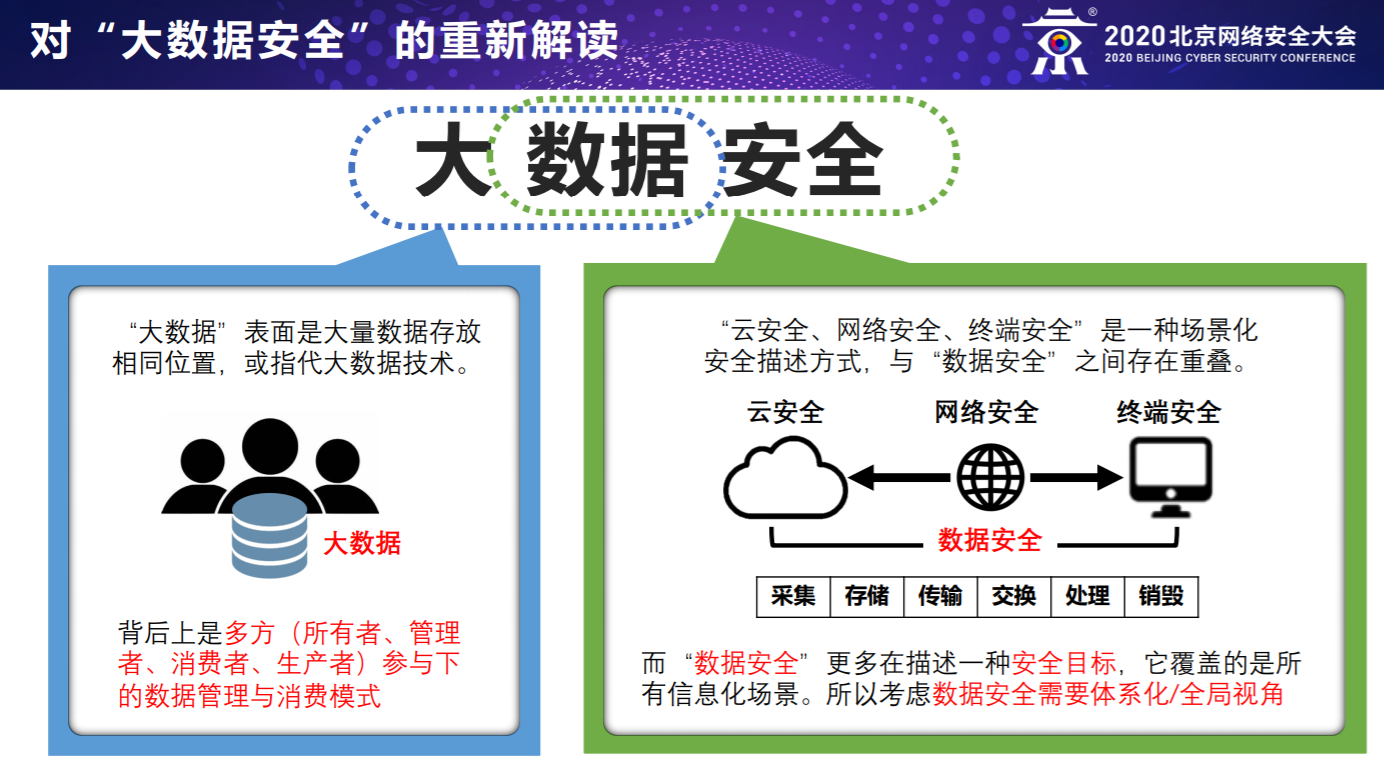 对“大数据安全”的重新解读
®
2020北京网络安全大会
2020 BEIJING CYBER SECURITY CONFERENCE
大数据安全
“大数据”表面是大量数据存放
相同位置，或指代大数据技术。
大数据
背后上是多方（所有者、管理
者、消费者、生产者）参与下
的数据管理与消费模式
“云安全、网络安全、终端安全”是一种场景化
安全描述方式，与“数据安全”之间存在重叠。
云安全 网络安全 终端安全
数据安全
采集 存储 传输 交换 处理 销毁
而“数据安全”更多在描述一种安全目标，它覆盖的是所
有信息化场景。所以考虑数据安全需要体系化/全局视角